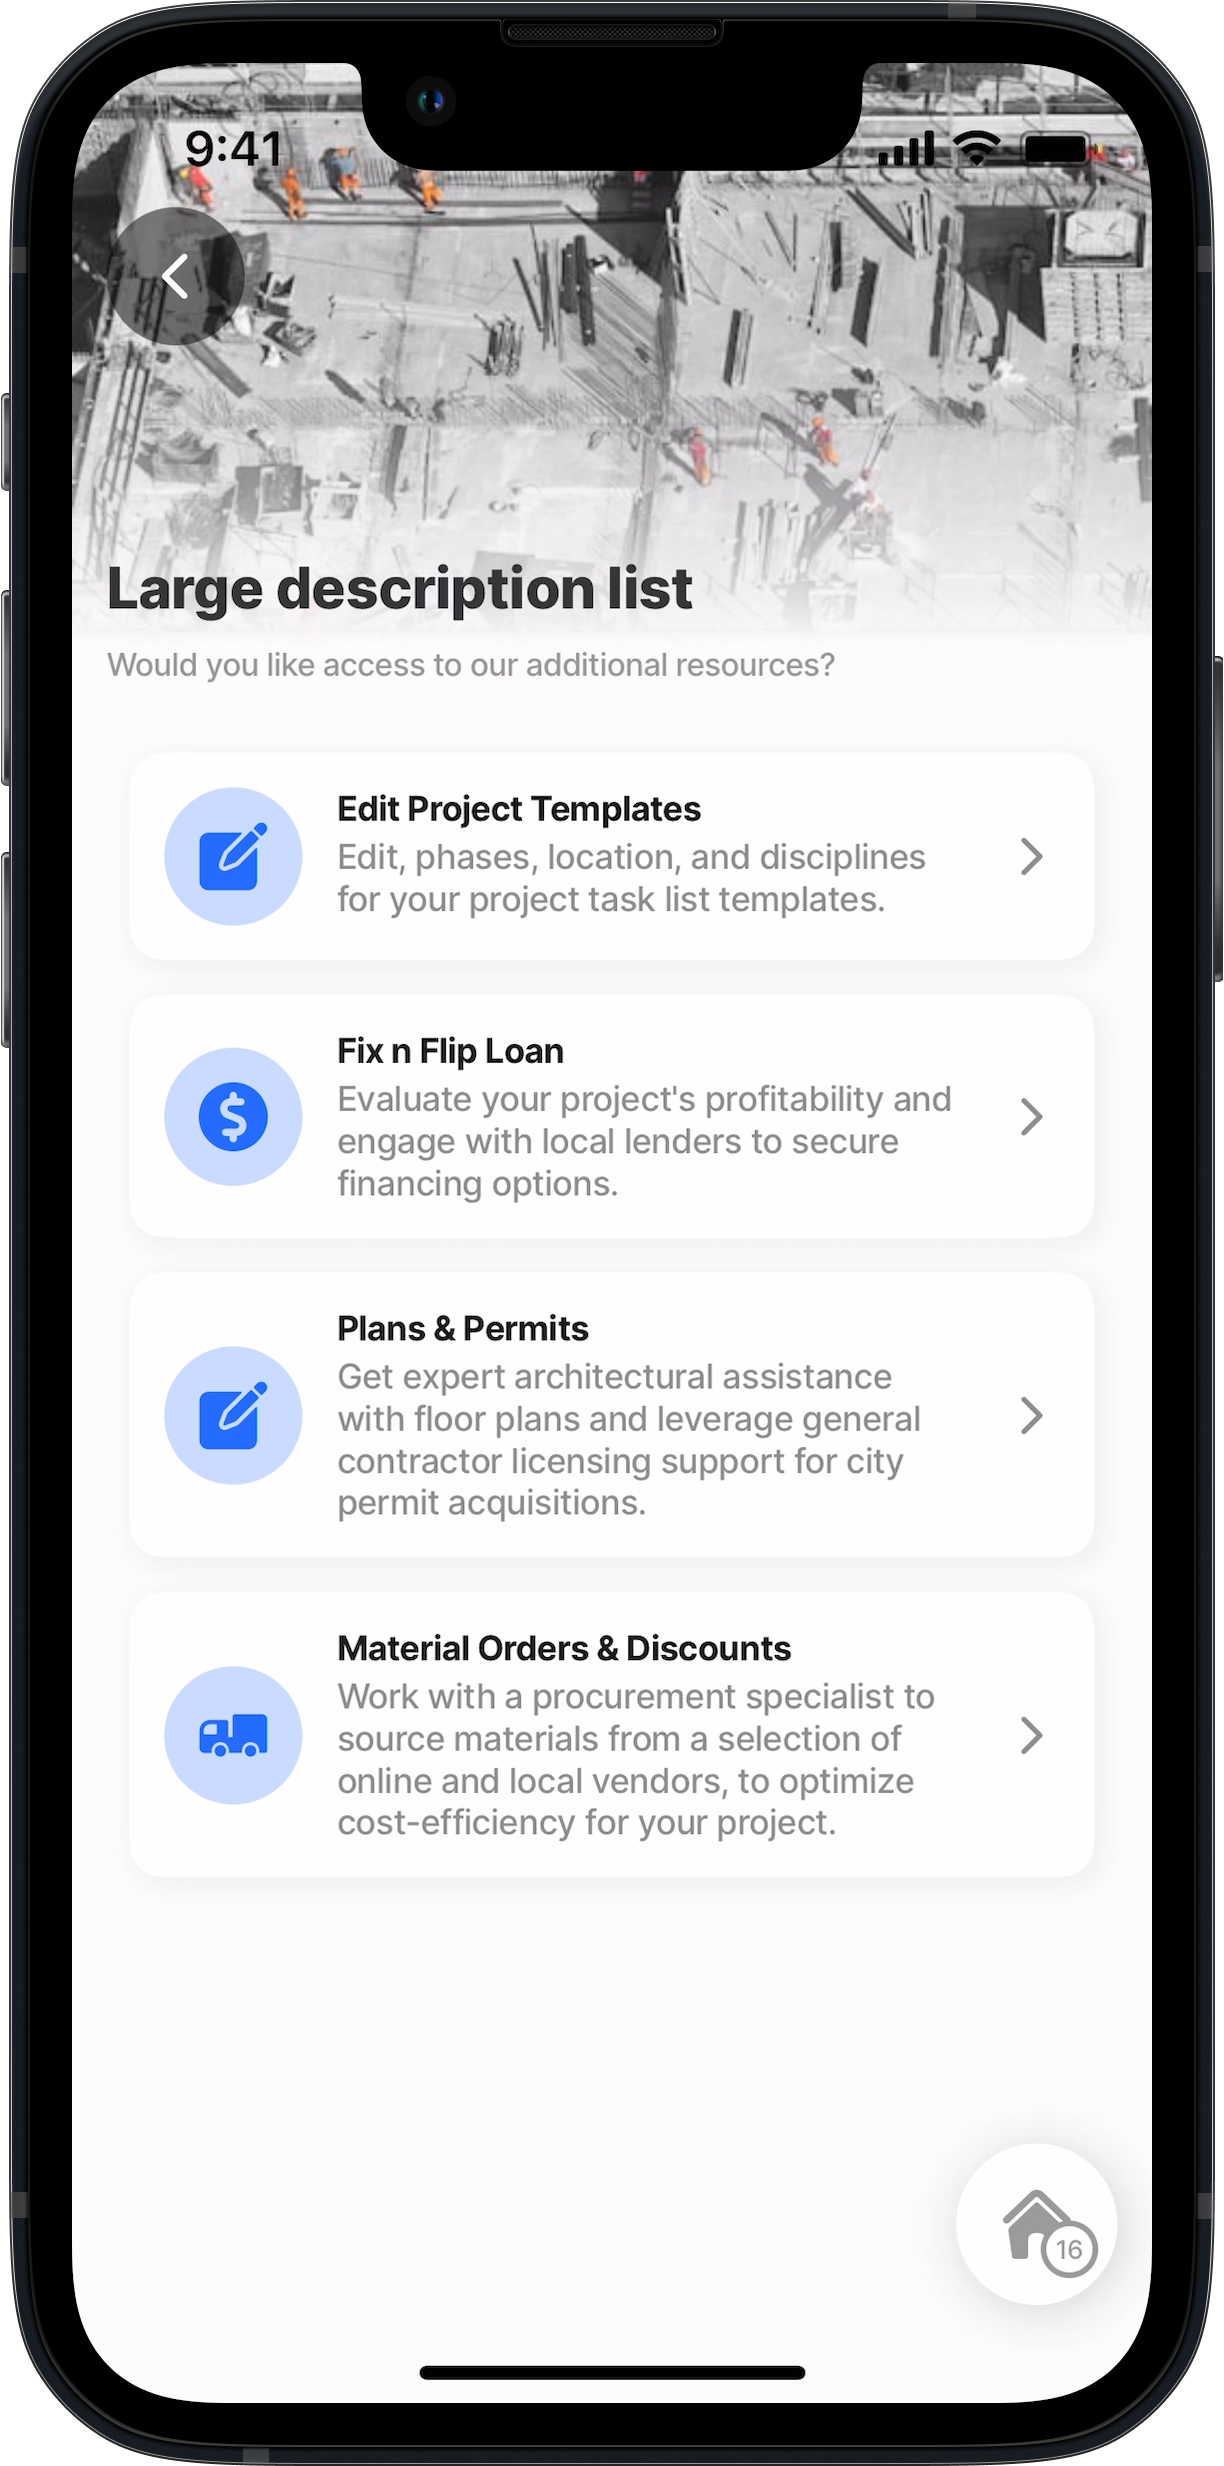 9:41
Large description list
Would you like access to our additional resources?
Edit Project Templates
Edit, phases, location, and disciplines
for your project task list templates.
Fix n Flip Loan
Evaluate your project's profitability and
engage with local lenders to secure
financing options.
Plans & Permits
Get expert architectural assistance
with floor plans and leverage general
contractor licensing support for city
permit acquisitions.
Material Orders & Discounts
Work with a procurement specialist to
source materials from a selection of
online and local vendors, to optimize
cost-efficiency for your project.
16